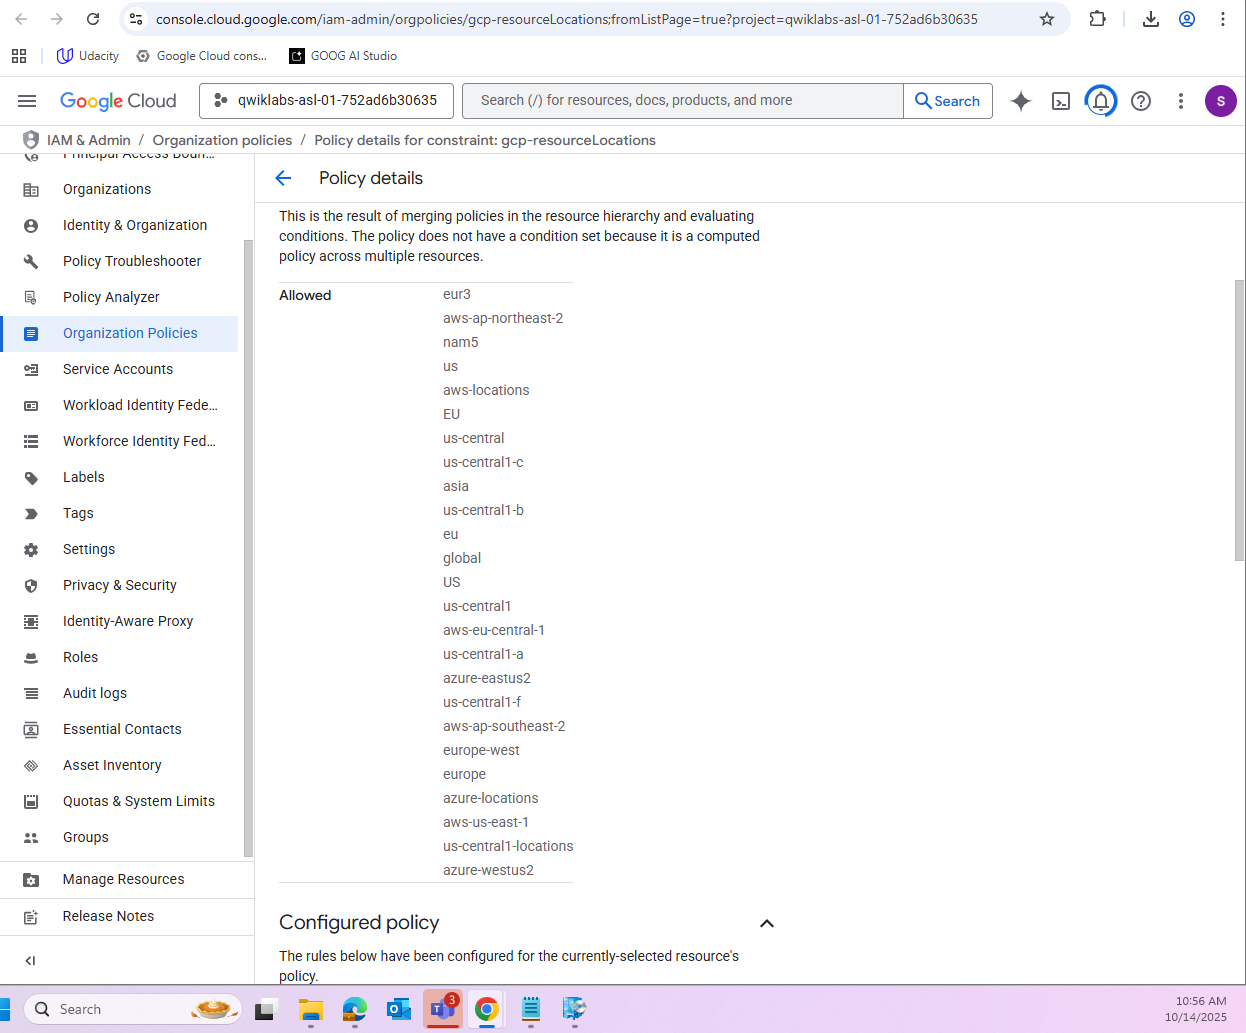 console.cloud.google.com/iam-admin/orgpolicies/gcp-resourceLocations;fromListPage=true?project=qwiklabs-asl-01-752ad6b30635
Udacity
Google Cloud cons...
GOOG AI Studio
Google Cloud
qwiklabs-asl-01-752ad6b30635
Search (/) for resources, docs, products, and more
Search
S
IAM & Admin / Organization policies / Policy details for constraint: gcp-resourceLocations
Principal Access Boun...
Organizations
Identity & Organization
Policy Troubleshooter
Policy Analyzer
Organization Policies
Service Accounts
Workload Identity Fede...
Workforce Identity Fed...
Labels
Tags
Settings
Privacy & Security
Identity-Aware Proxy
Roles
Audit logs
Essential Contacts
Asset Inventory
Quotas & System Limits
Groups
Manage Resources
Release Notes
Policy details
This is the result of merging policies in the resource hierarchy and evaluating
conditions. The policy does not have a condition set because it is a computed
policy across multiple resources.
Allowed
eur3
aws-ap-northeast-2
nam5
us
aws-locations
EU
us-central
us-central1-c
asia
us-central1-b
eu
global
US
us-central1
aws-eu-central-1
us-central1-a
azure-eastus2
us-central1-f
aws-ap-southeast-2
europe-west
europe
azure-locations
aws-us-east-1
us-central1-locations
azure-westus2
Configured policy
The rules below have been configured for the currently-selected resource's
policy.
Search
3
10:56 AM
10/14/2025